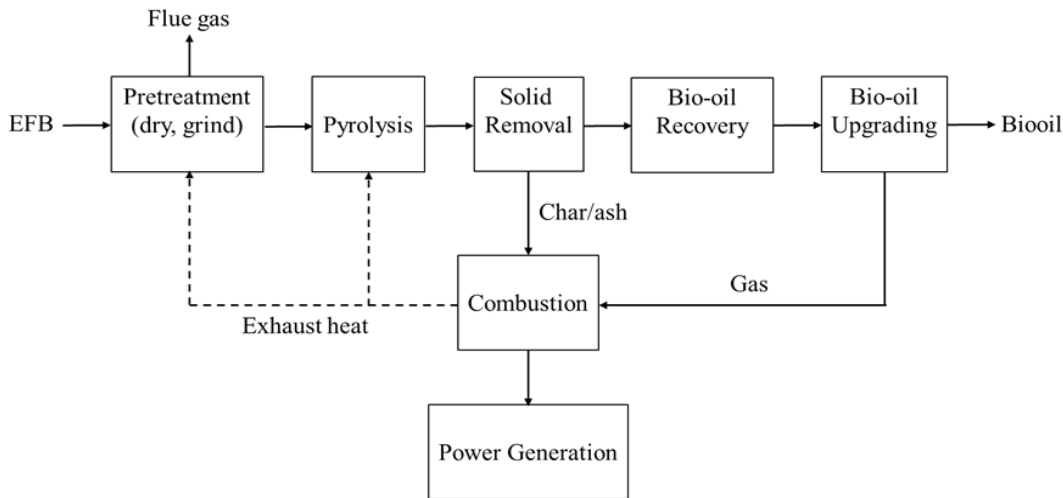 Flue gas
EFB
Pretreatment
(dry, grind)
Pyrolysis
Solid
Removal
Bio-oil
Recovery
Bio-oil
Upgrading
Biooil
Char/ash
Combustion
Gas
Exhaust heat
Power Generation